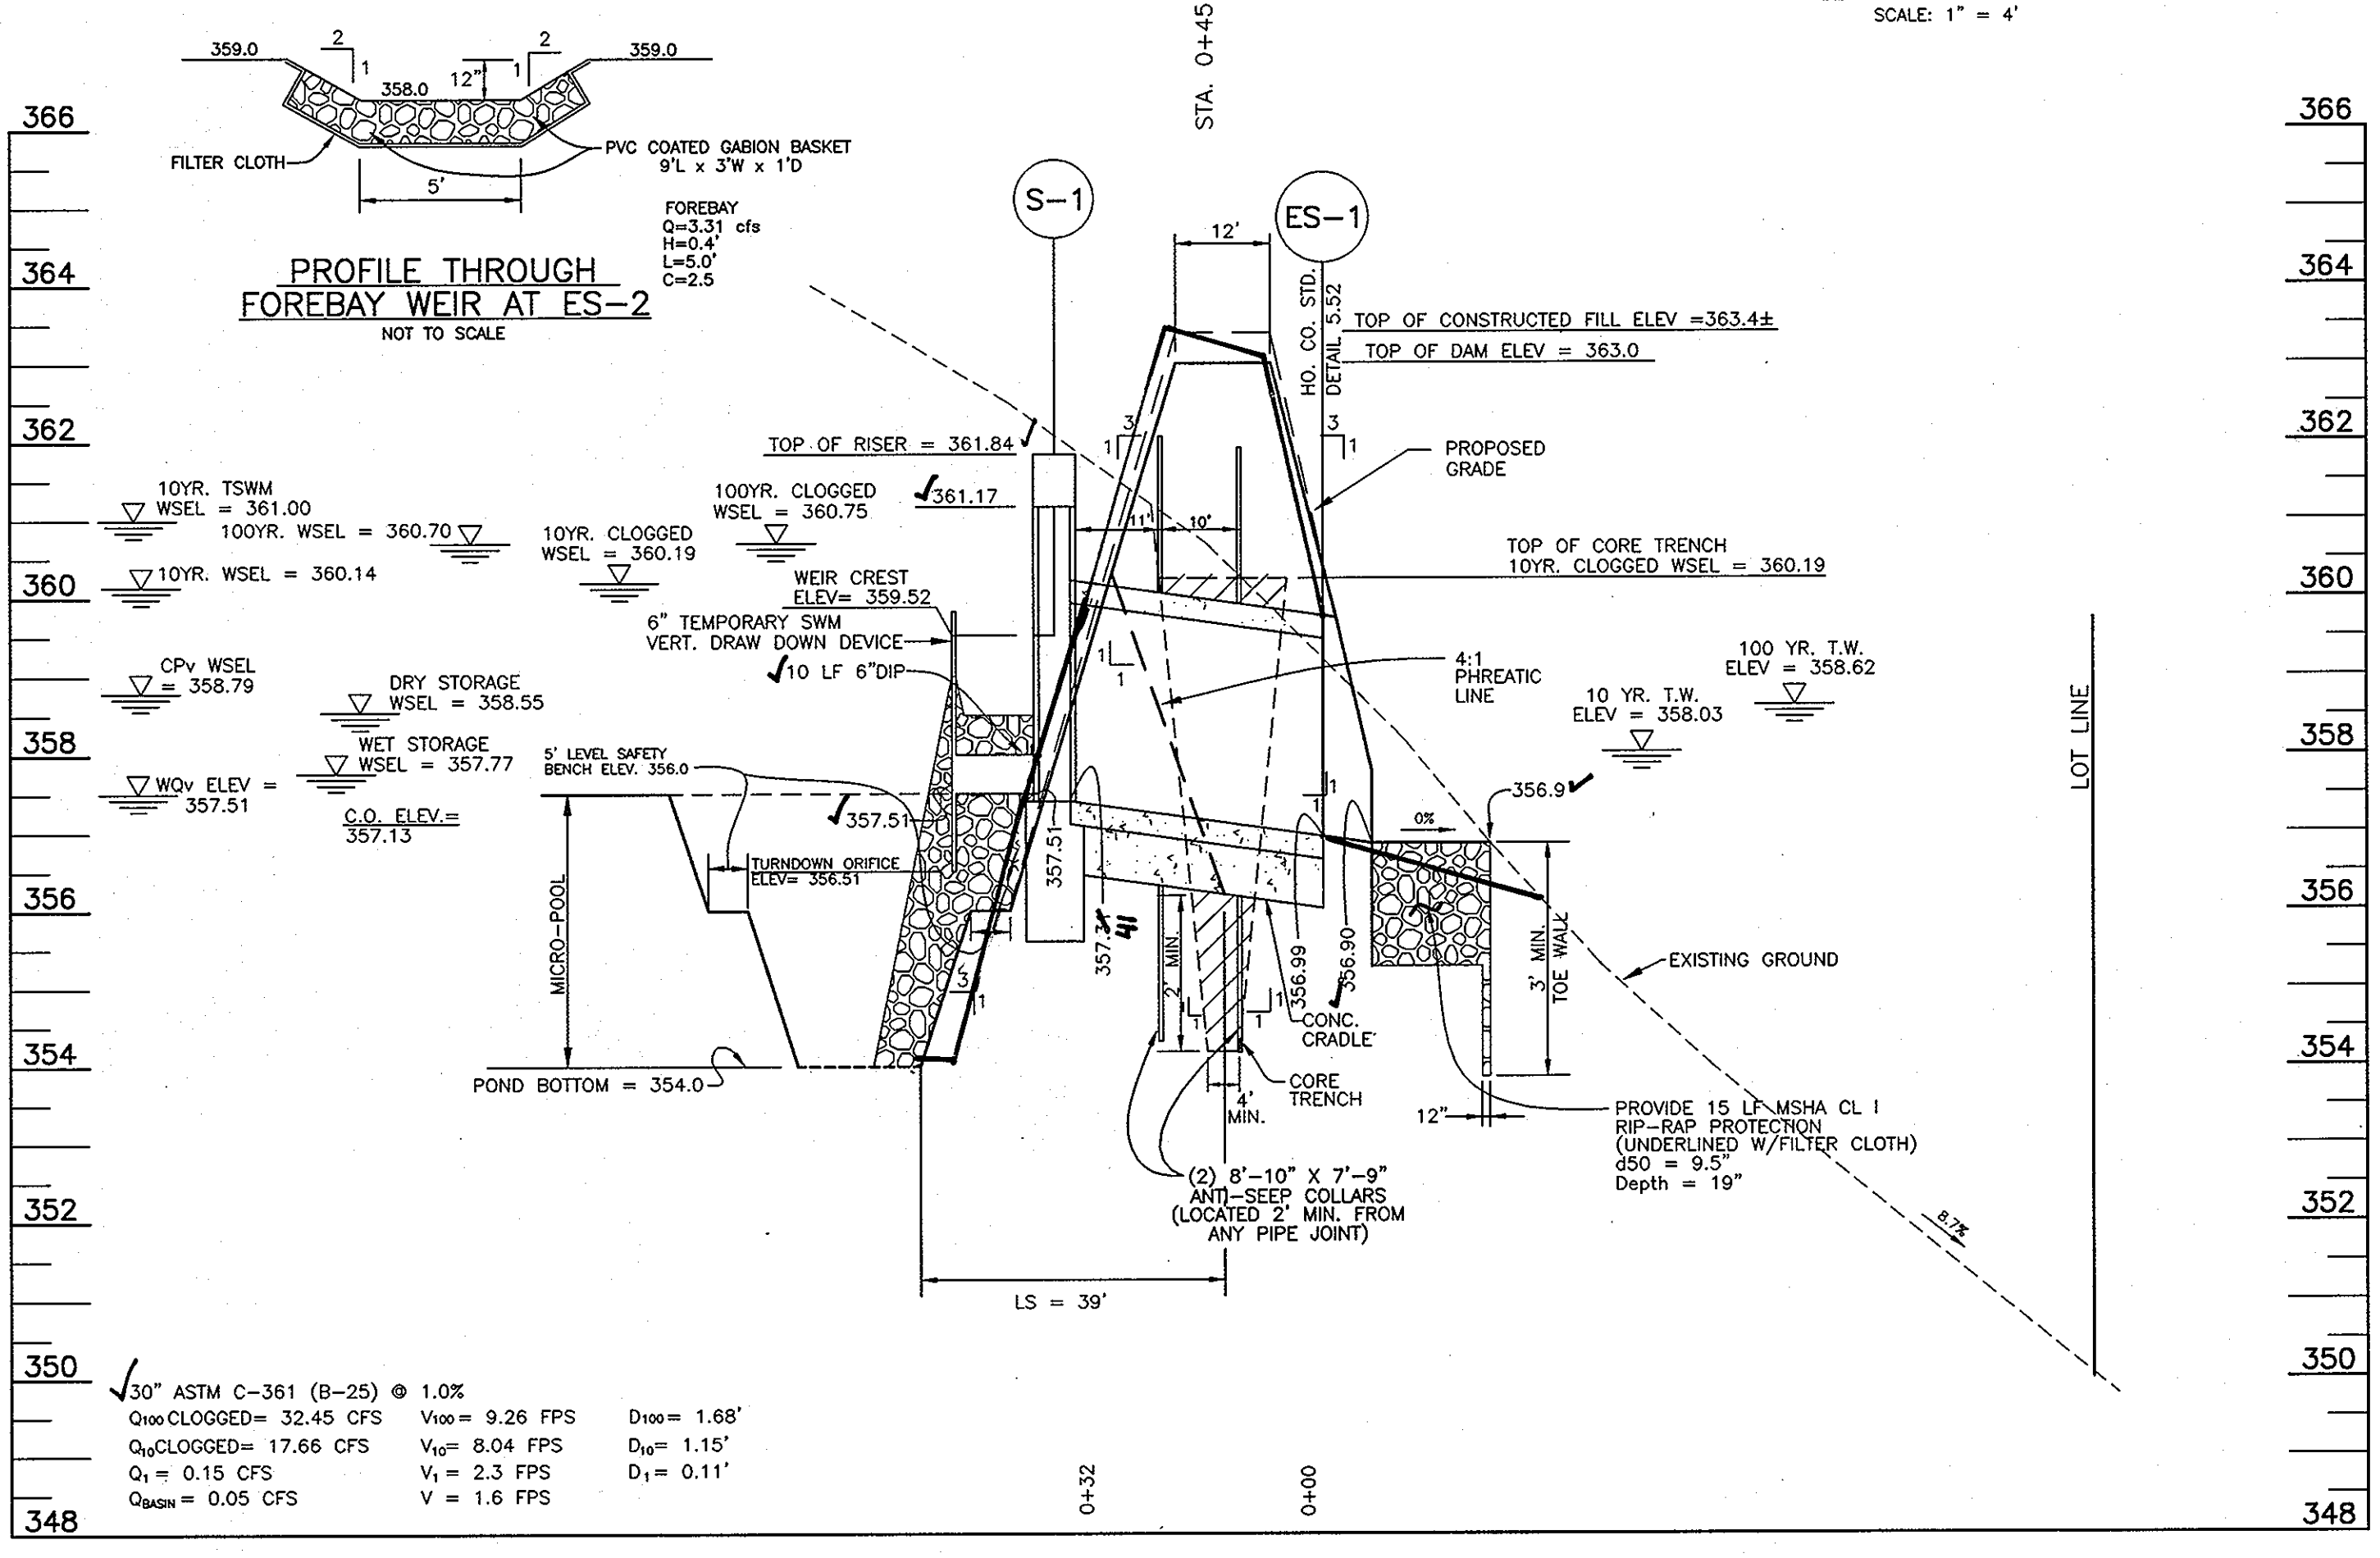 SCALE: 1" = 4'
STA. 0+45
359.0
2
1
12"
2
1
359.0
358.0
FILTER CLOTH
PVC COATED GABION BASKET
9'L x 3'W x 1'D
5'
FOREBAY
Q=3.31 cfs
H=0.4'
L=5.0'
C=2.5
PROFILE THROUGH
FOREBAY WEIR AT ES-2
NOT TO SCALE
366
364
362
360
358
356
354
352
350
348
366
364
362
360
358
356
354
352
350
348
S-1
ES-1
12'
HO. CO. STD.
DETAIL 5.52
TOP OF CONSTRUCTED FILL ELEV =363.4±
TOP OF DAM ELEV = 363.0
TOP OF RISER = 361.84
3
1
3
1
PROPOSED
GRADE
10YR. TSWM
WSEL = 361.00
100YR. WSEL = 360.70
10YR. CLOGGED
WSEL = 360.19
100YR. CLOGGED
WSEL = 360.75
361.17
11'
10'
10YR. WSEL = 360.14
WEIR CREST
ELEV= 359.52
TOP OF CORE TRENCH
10YR. CLOGGED WSEL = 360.19
6" TEMPORARY SWM
VERT. DRAW DOWN DEVICE
10 LF 6"DIP
1
1
4:1
PHREATIC
LINE
100 YR. T.W.
ELEV = 358.62
10 YR. T.W.
ELEV = 358.03
LOT LINE
CPv WSEL
= 358.79
DRY STORAGE
WSEL = 358.55
WET STORAGE
WSEL = 357.77
5' LEVEL SAFETY
BENCH ELEV. 356.0
WQv ELEV =
357.51
C.O. ELEV.=
357.13
357.51
357.51
1
1
356.9
0%
TURNDOWN ORIFICE
ELEV= 356.51
MICRO-POOL
357.
41
2' MIN.
356.99
356.90
3' MIN.
TOE WALL
EXISTING GROUND
3
1
1
1
CONC.
CRADLE
POND BOTTOM = 354.0
4'
MIN.
CORE
TRENCH
12"
PROVIDE 15 LF MSHA CL I
RIP-RAP PROTECTION
(UNDERLINED W/FILTER CLOTH)
d50 = 9.5"
Depth = 19"
(2) 8'-10" X 7'-9"
ANTI-SEEP COLLARS
(LOCATED 2' MIN. FROM
ANY PIPE JOINT)
8.7%
LS = 39'
30" ASTM C-361 (B-25) @ 1.0%
Q100 CLOGGED= 32.45 CFS V100= 9.26 FPS D100= 1.68'
Q10CLOGGED= 17.66 CFS V10= 8.04 FPS D10= 1.15'
Q1 = 0.15 CFS V1 = 2.3 FPS D1= 0.11'
QBASIN = 0.05 CFS V = 1.6 FPS
0+32
0+00